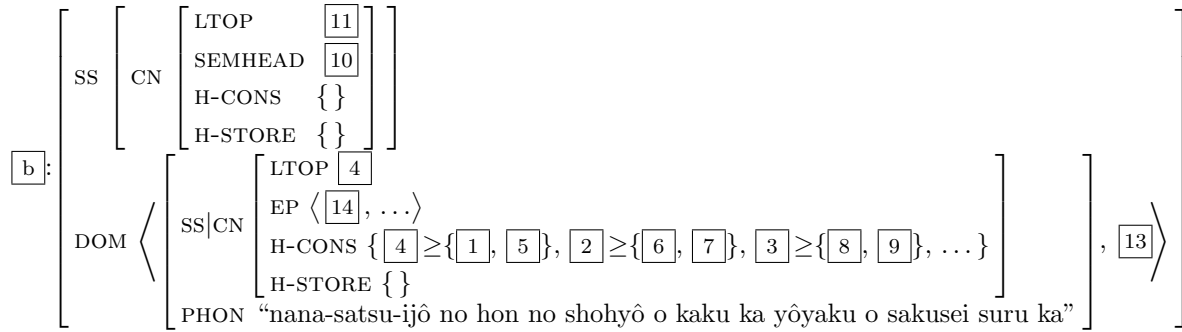 LTOP 11
SEMHEAD 10
SS CN
H-CONS { }
H-STORE { }
b :
LTOP 4
EP ⟨ 14 , …⟩
SS|CN
H-CONS { 4 ≥{ 1 , 5 }, 2 ≥{ 6 , 7 }, 3 ≥{ 8 , 9 }, … }
DOM , 13
H-STORE { }
PHON “nana-satsu-ijô no hon no shohyô o kaku ka yôyaku o sakusei suru ka”